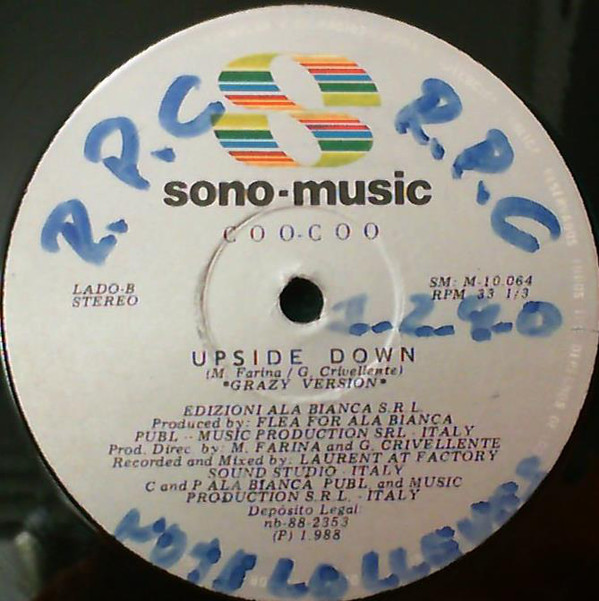 R.P.C R.P.C
sono-music
COO-COO
LADO-B
STEREO
SM: M-10.064
RPM 33 1/3
UPSIDE DOWN
(M. Farina / G. Crivellente)
*GRAZY VERSION*
EDIZIONI ALA BIANCA S.R.L.
Produced by: FLEA FOR ALA BIANCA
PUBL -- MUSIC PRODUCTION SRL - ITALY
Prod. Direc by: M. FARINA and G. CRIVELLENTE
Recorded and Mixed by: LAURENT AT FACTORY
SOUND STUDIO - ITALY
C and P ALA BIANCA PUBL. and MUSIC
PRODUCTION S.R.L. - ITALY
Depósito Legal:
nb-88-2353
(P) 1.988
NOTE LO LLEVES